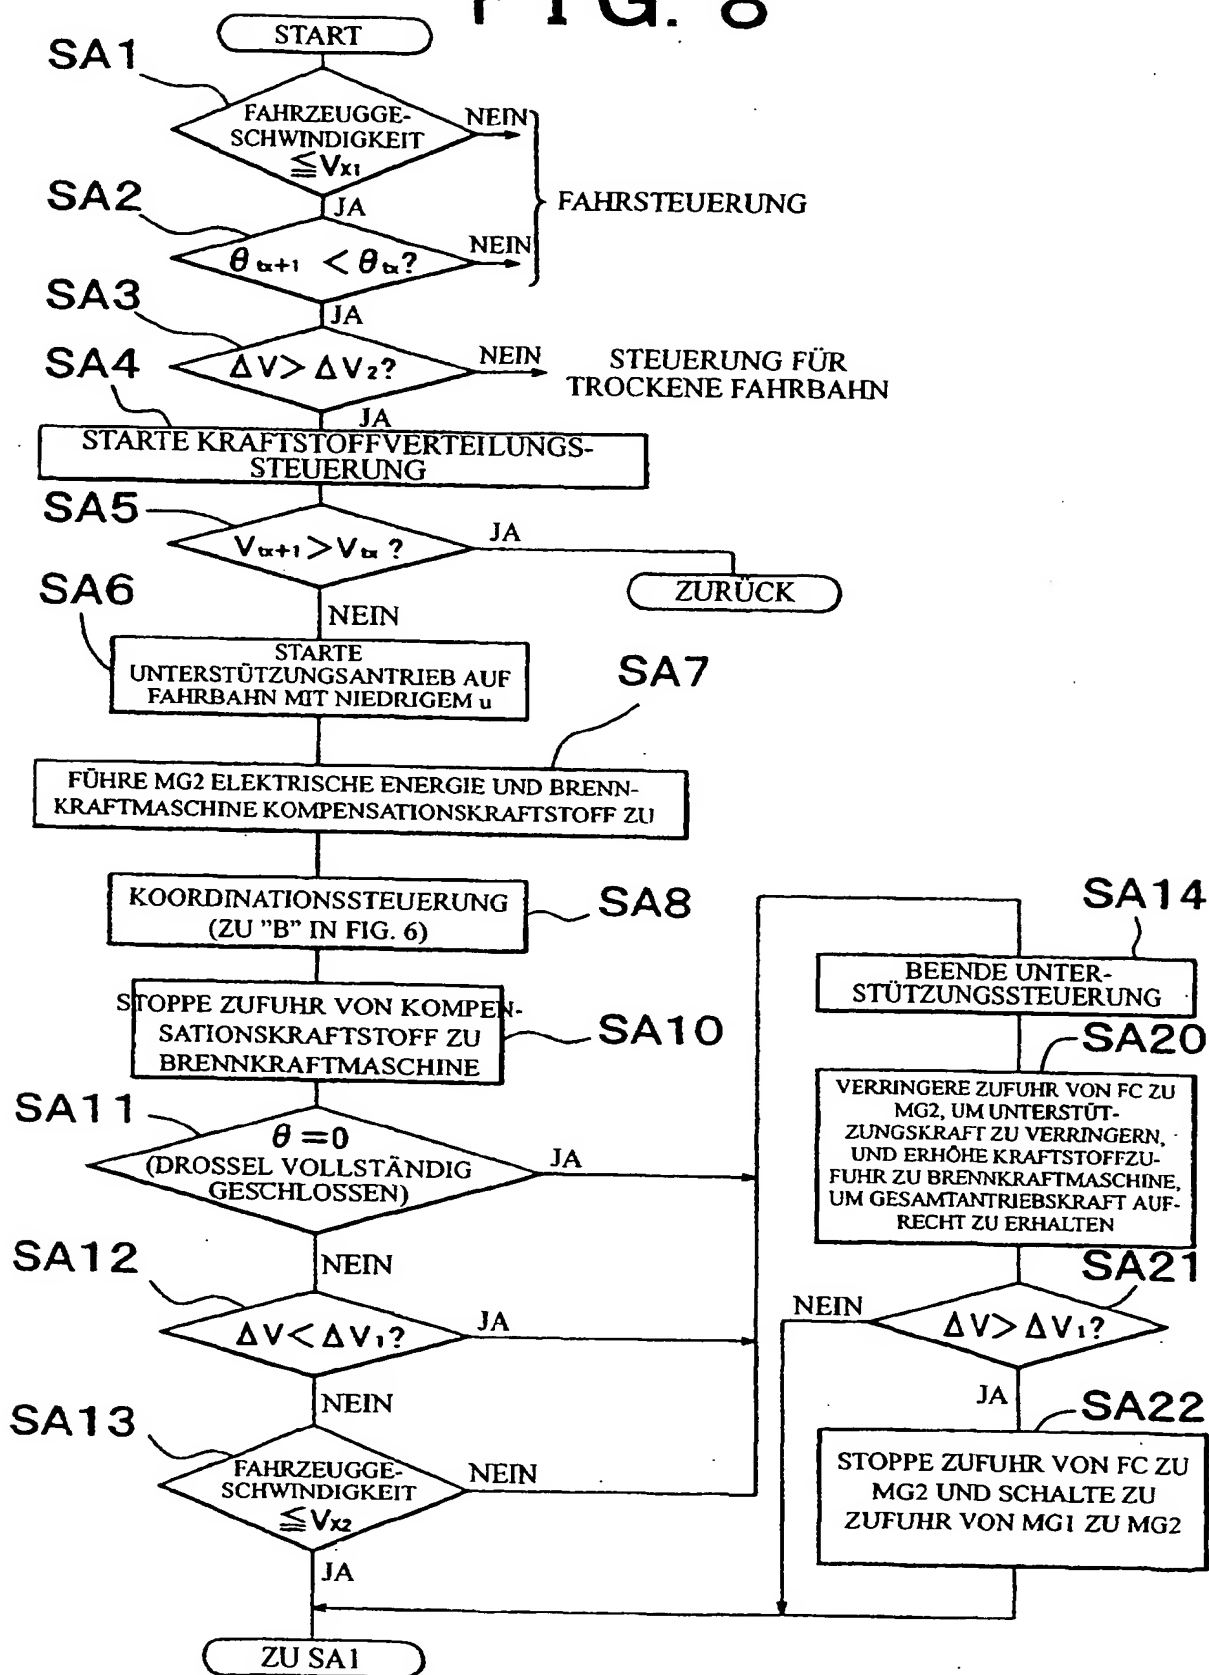 FIG. 8
START
SA1
FAHRZEUGGE-
SCHWINDIGKEIT
≦VX1
NEIN
JA
FAHRSTEUERUNG
SA2
θtx+1 <θtx?
NEIN
JA
SA3
ΔV>ΔV2?
NEIN
STEUERUNG FÜR
TROCKENE FAHRBAHN
JA
SA4
STARTE KRAFTSTOFFVERTEILUNGS-
STEUERUNG
SA5
Vtx+1>Vtx?
JA
ZURÜCK
NEIN
SA6
STARTE
UNTERSTÜTZUNGSANTRIEB AUF
FAHRBAHN MIT NIEDRIGEM u
SA7
FÜHRE MG2 ELEKTRISCHE ENERGIE UND BRENN-
KRAFTMASCHINE KOMPENSATIONSKRAFTSTOFF ZU
KOORDINATIONSSTEUERUNG
(ZU "B" IN FIG. 6)
SA8
STOPPE ZUFUHR VON KOMPEN-
SATIONSKRAFTSTOFF ZU
BRENNKRAFTMASCHINE
SA10
SA11
θ=0
(DROSSEL VOLLSTÄNDIG
GESCHLOSSEN)
JA
NEIN
SA12
ΔV<ΔV1?
JA
NEIN
SA13
FAHRZEUGGE-
SCHWINDIGKEIT
≦VX2
NEIN
JA
ZU SA1
SA14
BEENDE UNTER-
STÜTZUNGSSTEUERUNG
SA20
VERRINGERE ZUFUHR VON FC ZU
MG2, UM UNTERSTÜT-
ZUNGSKRAFT ZU VERRINGERN,
UND ERHÖHE KRAFTSTOFFZU-
FUHR ZU BRENNKRAFTMASCHINE,
UM GESAMTANTRIEBSKRAFT AUF-
RECHT ZU ERHALTEN
SA21
NEIN
ΔV>ΔV1?
JA
SA22
STOPPE ZUFUHR VON FC ZU
MG2 UND SCHALTE ZU
ZUFUHR VON MG1 ZU MG2